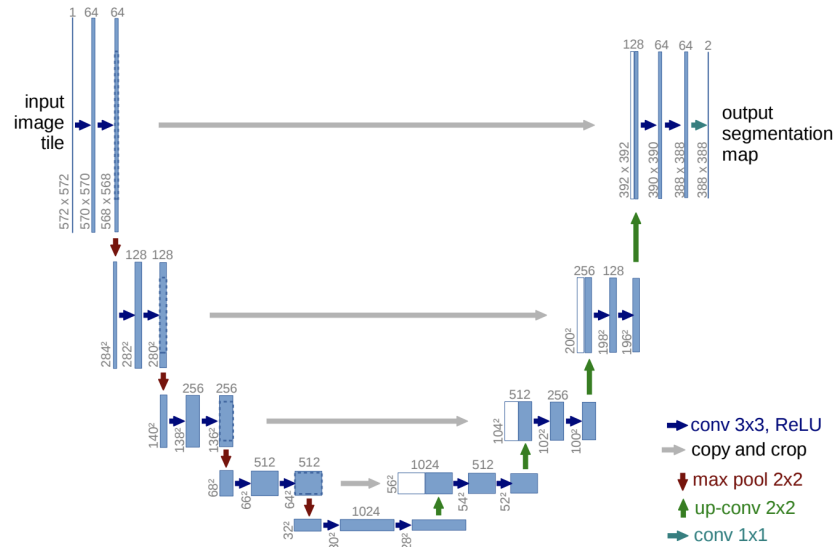 1 64 64
128 64 64 2
input
image
tile
output
segmentation
map
572 x 572
570 x 570
568 x 568
392 x 392
390 x 390
388 x 388
388 x 388
128 128
256 128
284²
282²
280²
200²
198²
196²
256 256
512 256
140²
138²
136²
104²
102²
100²
512 512
1024 512
68²
66²
64²
56²
54²
52²
1024
32²
30²
28²
conv 3x3, ReLU
copy and crop
max pool 2x2
up-conv 2x2
conv 1x1